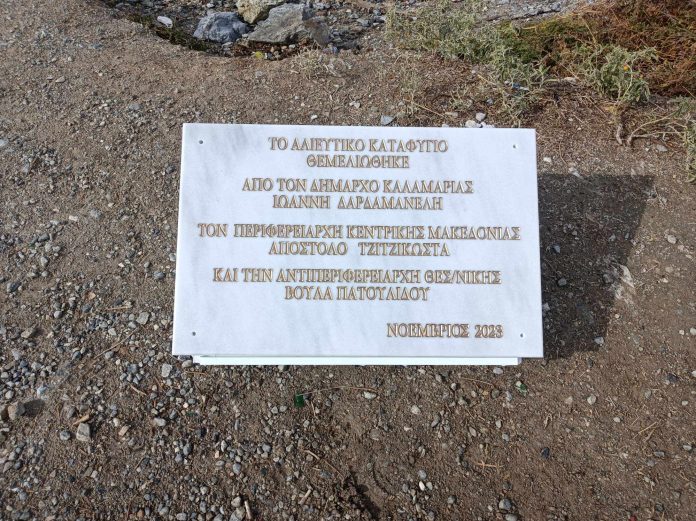 ΤΟ ΑΛΙΕΥΤΙΚΟ ΚΑΤΑΦΥΓΙΟ
ΘΕΜΕΛΙΩΘΗΚΕ
ΑΠΟ ΤΟΝ ΔΗΜΑΡΧΟ ΚΑΛΑΜΑΡΙΑΣ
ΙΩΑΝΝΗ ΔΑΡΔΑΜΑΝΕΛΗ
ΤΟΝ ΠΕΡΙΦΕΡΕΙΑΡΧΗ ΚΕΝΤΡΙΚΗΣ ΜΑΚΕΔΟΝΙΑΣ
ΑΠΟΣΤΟΛΟ ΤΖΙΤΖΙΚΩΣΤΑ
ΚΑΙ ΤΗΝ ΑΝΤΙΠΕΡΙΦΕΡΕΙΑΡΧΗ ΘΕΣ/ΝΙΚΗΣ
ΒΟΥΛΑ ΠΑΤΟΥΛΙΔΟΥ
ΝΟΕΜΒΡΙΟΣ 2023